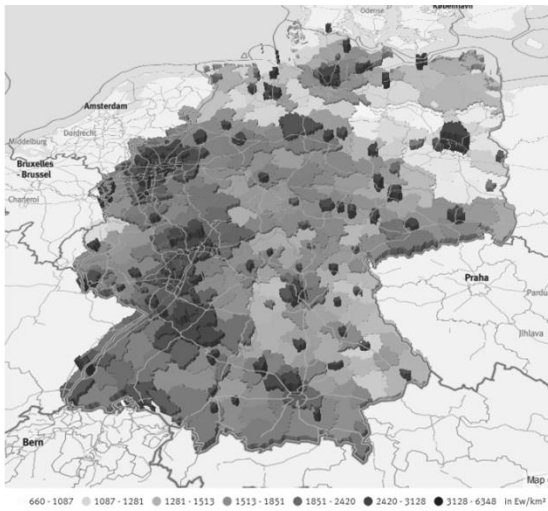 Odense
København
Amsterdam
Middelburg
Dordrecht
Bruxelles
- Brussel
Charleroi
Praha
Pardu
Jihlava
Bern
Map
660 - 1087 1087 - 1281 1281 - 1513 1513 - 1851 1851 - 2420 2420 - 3128 3128 - 6348 in Ew/km²